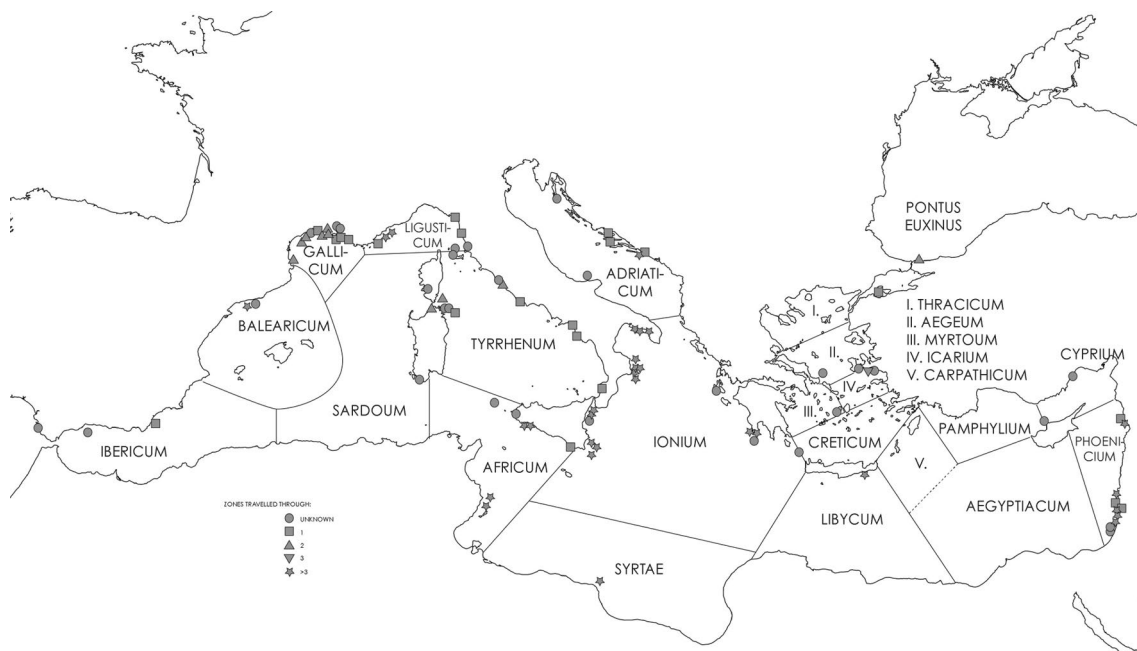 PONTUS
EUXINUS
LIGUSTI-
CUM
GALLI-
CUM
ADRIATI-
CUM
I.
I. THRACICUM
II. AEGEUM
III. MYRTOUM
IV. ICARIUM
V. CARPATHICUM
BALEARICUM
TYRRHENUM
II.
CYPRIUM
IV.
SARDOUM
III.
IBERICUM
IONIUM
CRETICUM
PAMPHYLIUM
PHOENI-
CIUM
AFRICUM
V.
AEGYPTIACUM
LIBYCUM
SYRTAE
ZONES TRAVELLED THROUGH:
UNKNOWN
1
2
3
>3